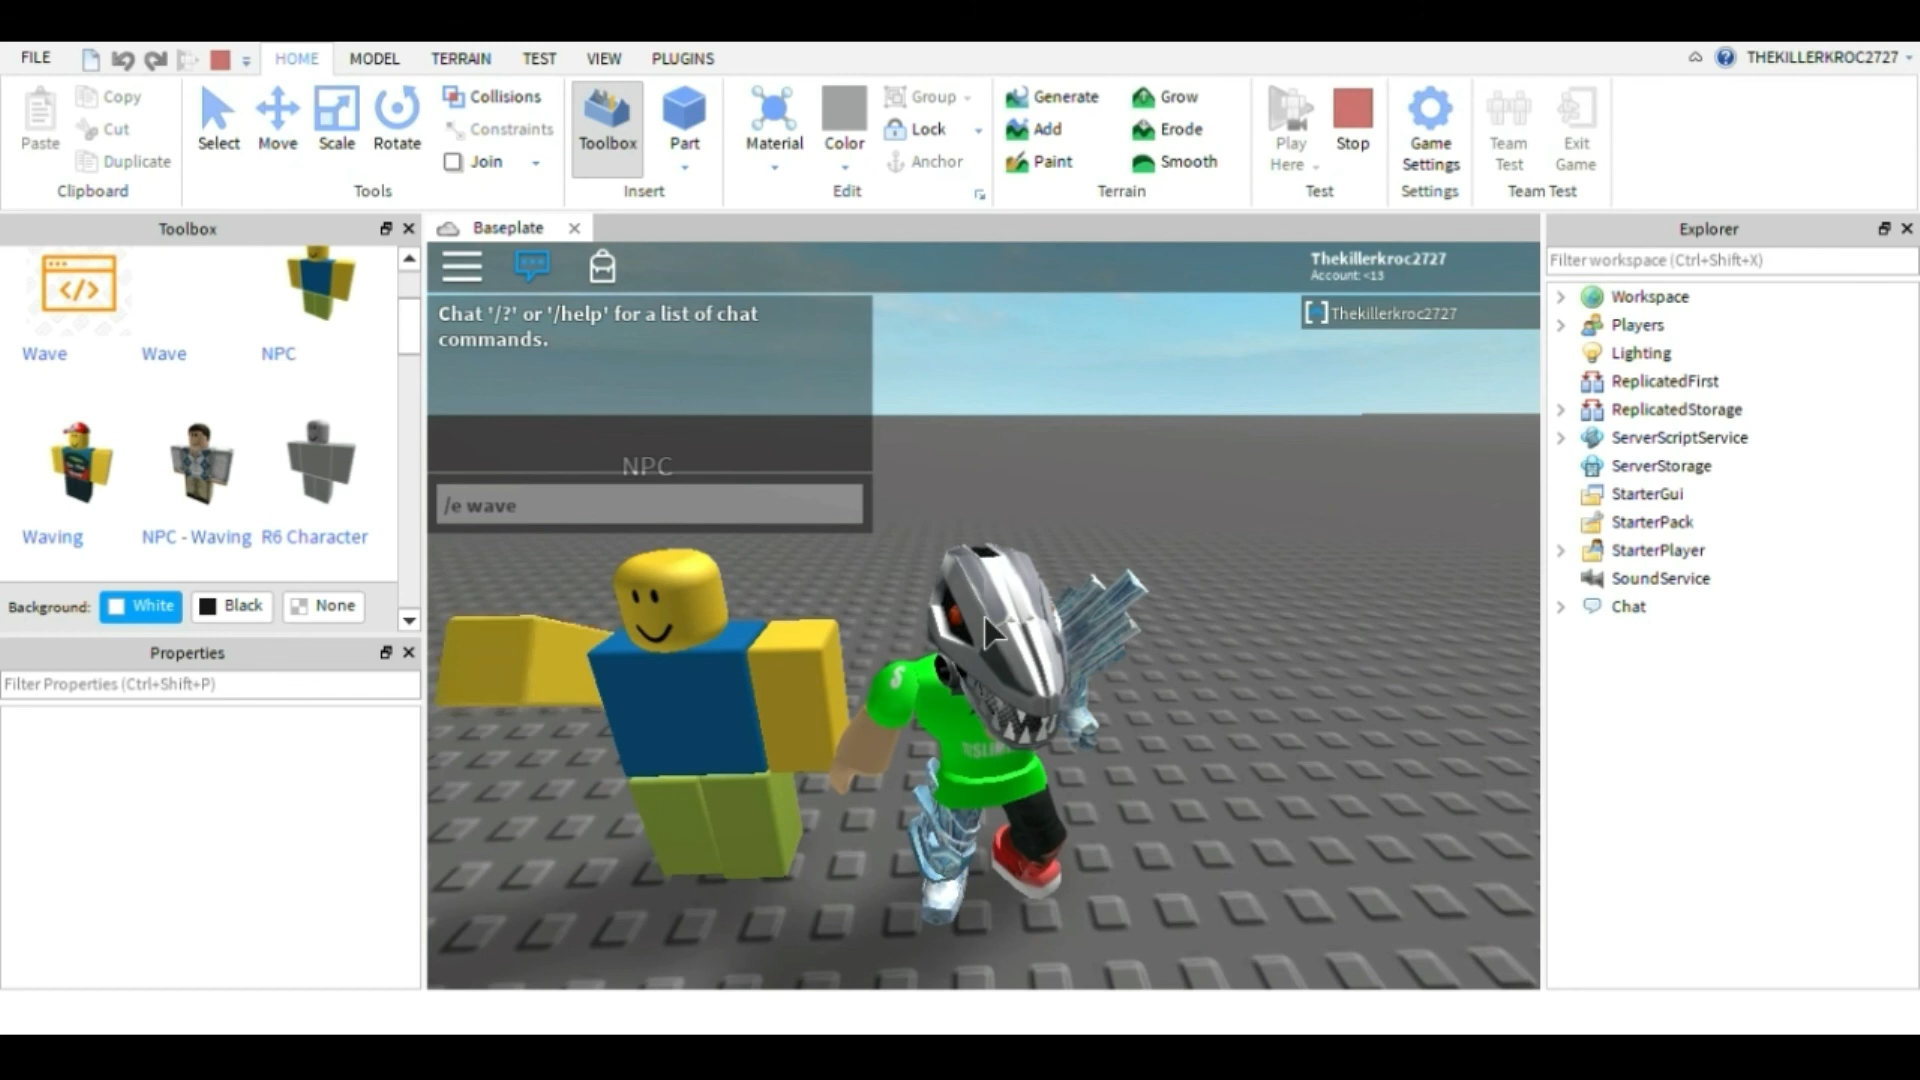 FILE
HOME
MODEL
TERRAIN
TEST
VIEW
PLUGINS
THEKILLERKROC2727
Paste
Copy
Cut
Duplicate
Clipboard
Select
Move
Scale
Rotate
Collisions
Constraints
Join
Tools
Toolbox
Part
Insert
Material
Color
Group
Lock
Anchor
Edit
Generate
Add
Paint
Grow
Erode
Smooth
Terrain
Play
Here
Stop
Test
Game
Settings
Settings
Team
Test
Exit
Game
Team Test
Toolbox
Wave
Wave
NPC
Waving
NPC - Waving
R6 Character
Background:
White
Black
None
Properties
Filter Properties (Ctrl+Shift+P)
Baseplate
Thekillerkroc2727
Account: <13
Thekillerkroc2727
Chat '/?' or '/help' for a list of chat
commands.
NPC
/e wave
Explorer
Filter workspace (Ctrl+Shift+X)
Workspace
Players
Lighting
ReplicatedFirst
ReplicatedStorage
ServerScriptService
ServerStorage
StarterGui
StarterPack
StarterPlayer
SoundService
Chat